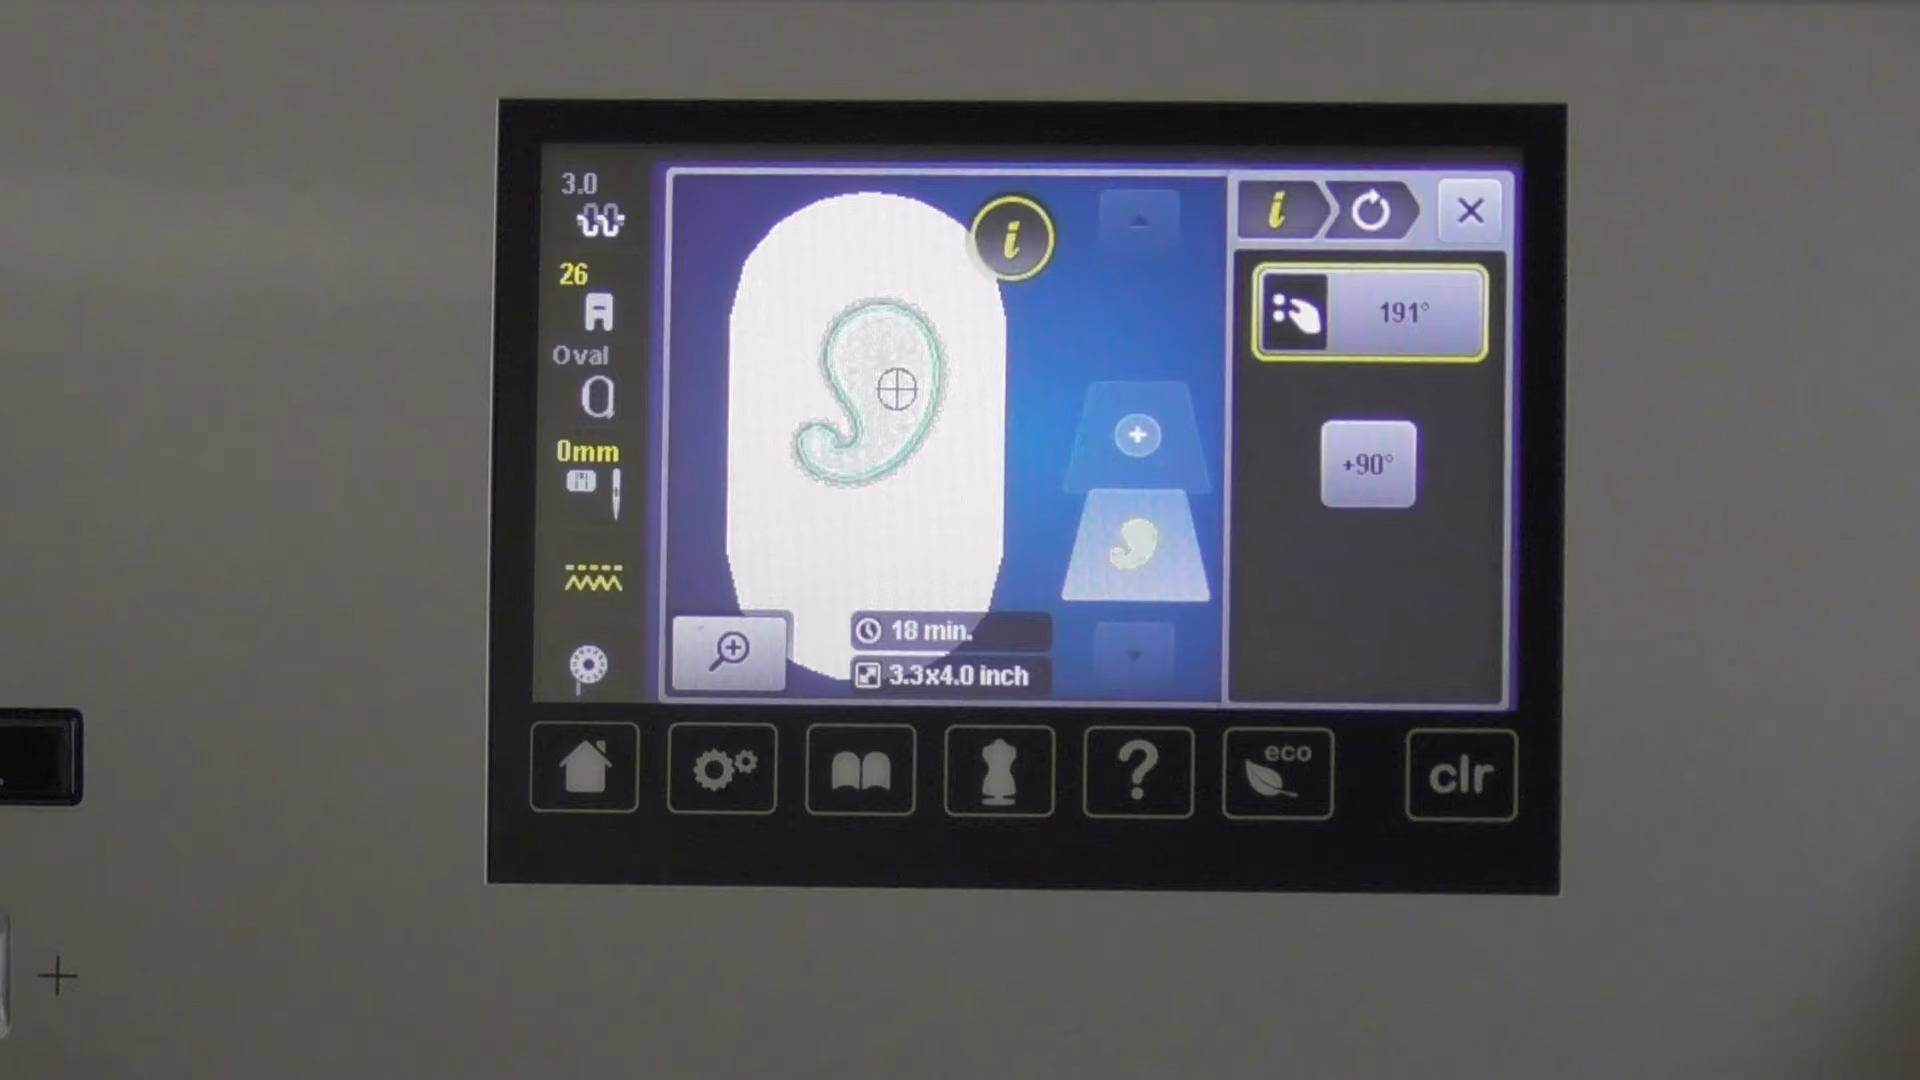 3.0
26
Oval
0mm
i
18 min.
3.3x4.0 inch
i
191°
+90°
?
eco
clr
+